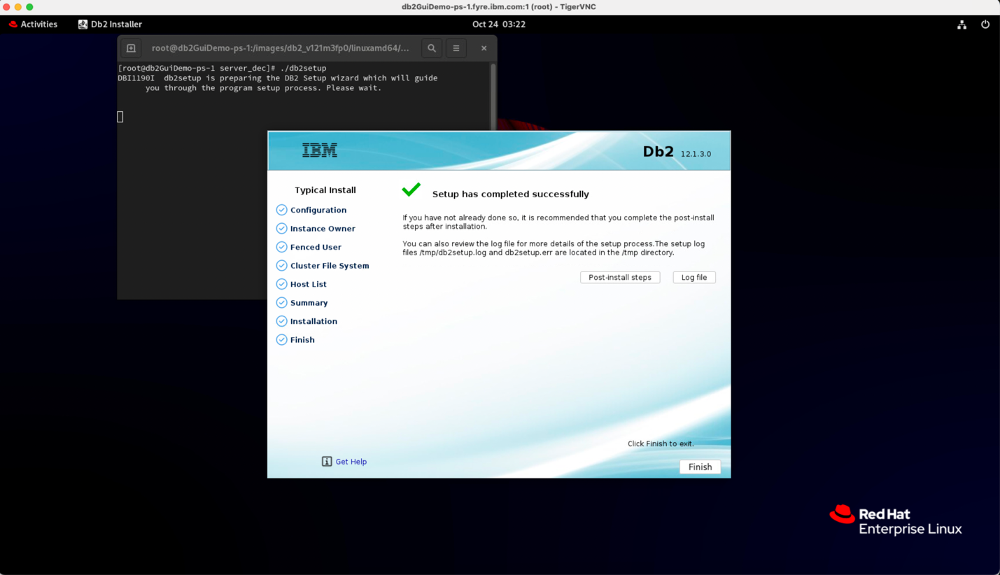 db2GuiDemo-ps-1.fyre.ibm.com:1 (root) - TigerVNC
Activities
Db2 Installer
Oct 24 03:22
root@db2GuiDemo-ps-1:/images/db2_v121m3fp0/linuxamd64/...
[root@db2GuiDemo-ps-1 server_dec]# ./db2setup
DBI1190I  db2setup is preparing the DB2 Setup wizard which will guide
you through the program setup process. Please wait.
IBM
Db2 12.1.3.0
Typical Install
Configuration
Instance Owner
Fenced User
Cluster File System
Host List
Summary
Installation
Finish
Setup has completed successfully
If you have not already done so, it is recommended that you complete the post-install
steps after installation.
You can also review the log file for more details of the setup process.The setup log
files /tmp/db2setup.log and db2setup.err are located in the /tmp directory.
Post-install steps
Log file
Click Finish to exit.
Get Help
Finish
Red Hat
Enterprise Linux